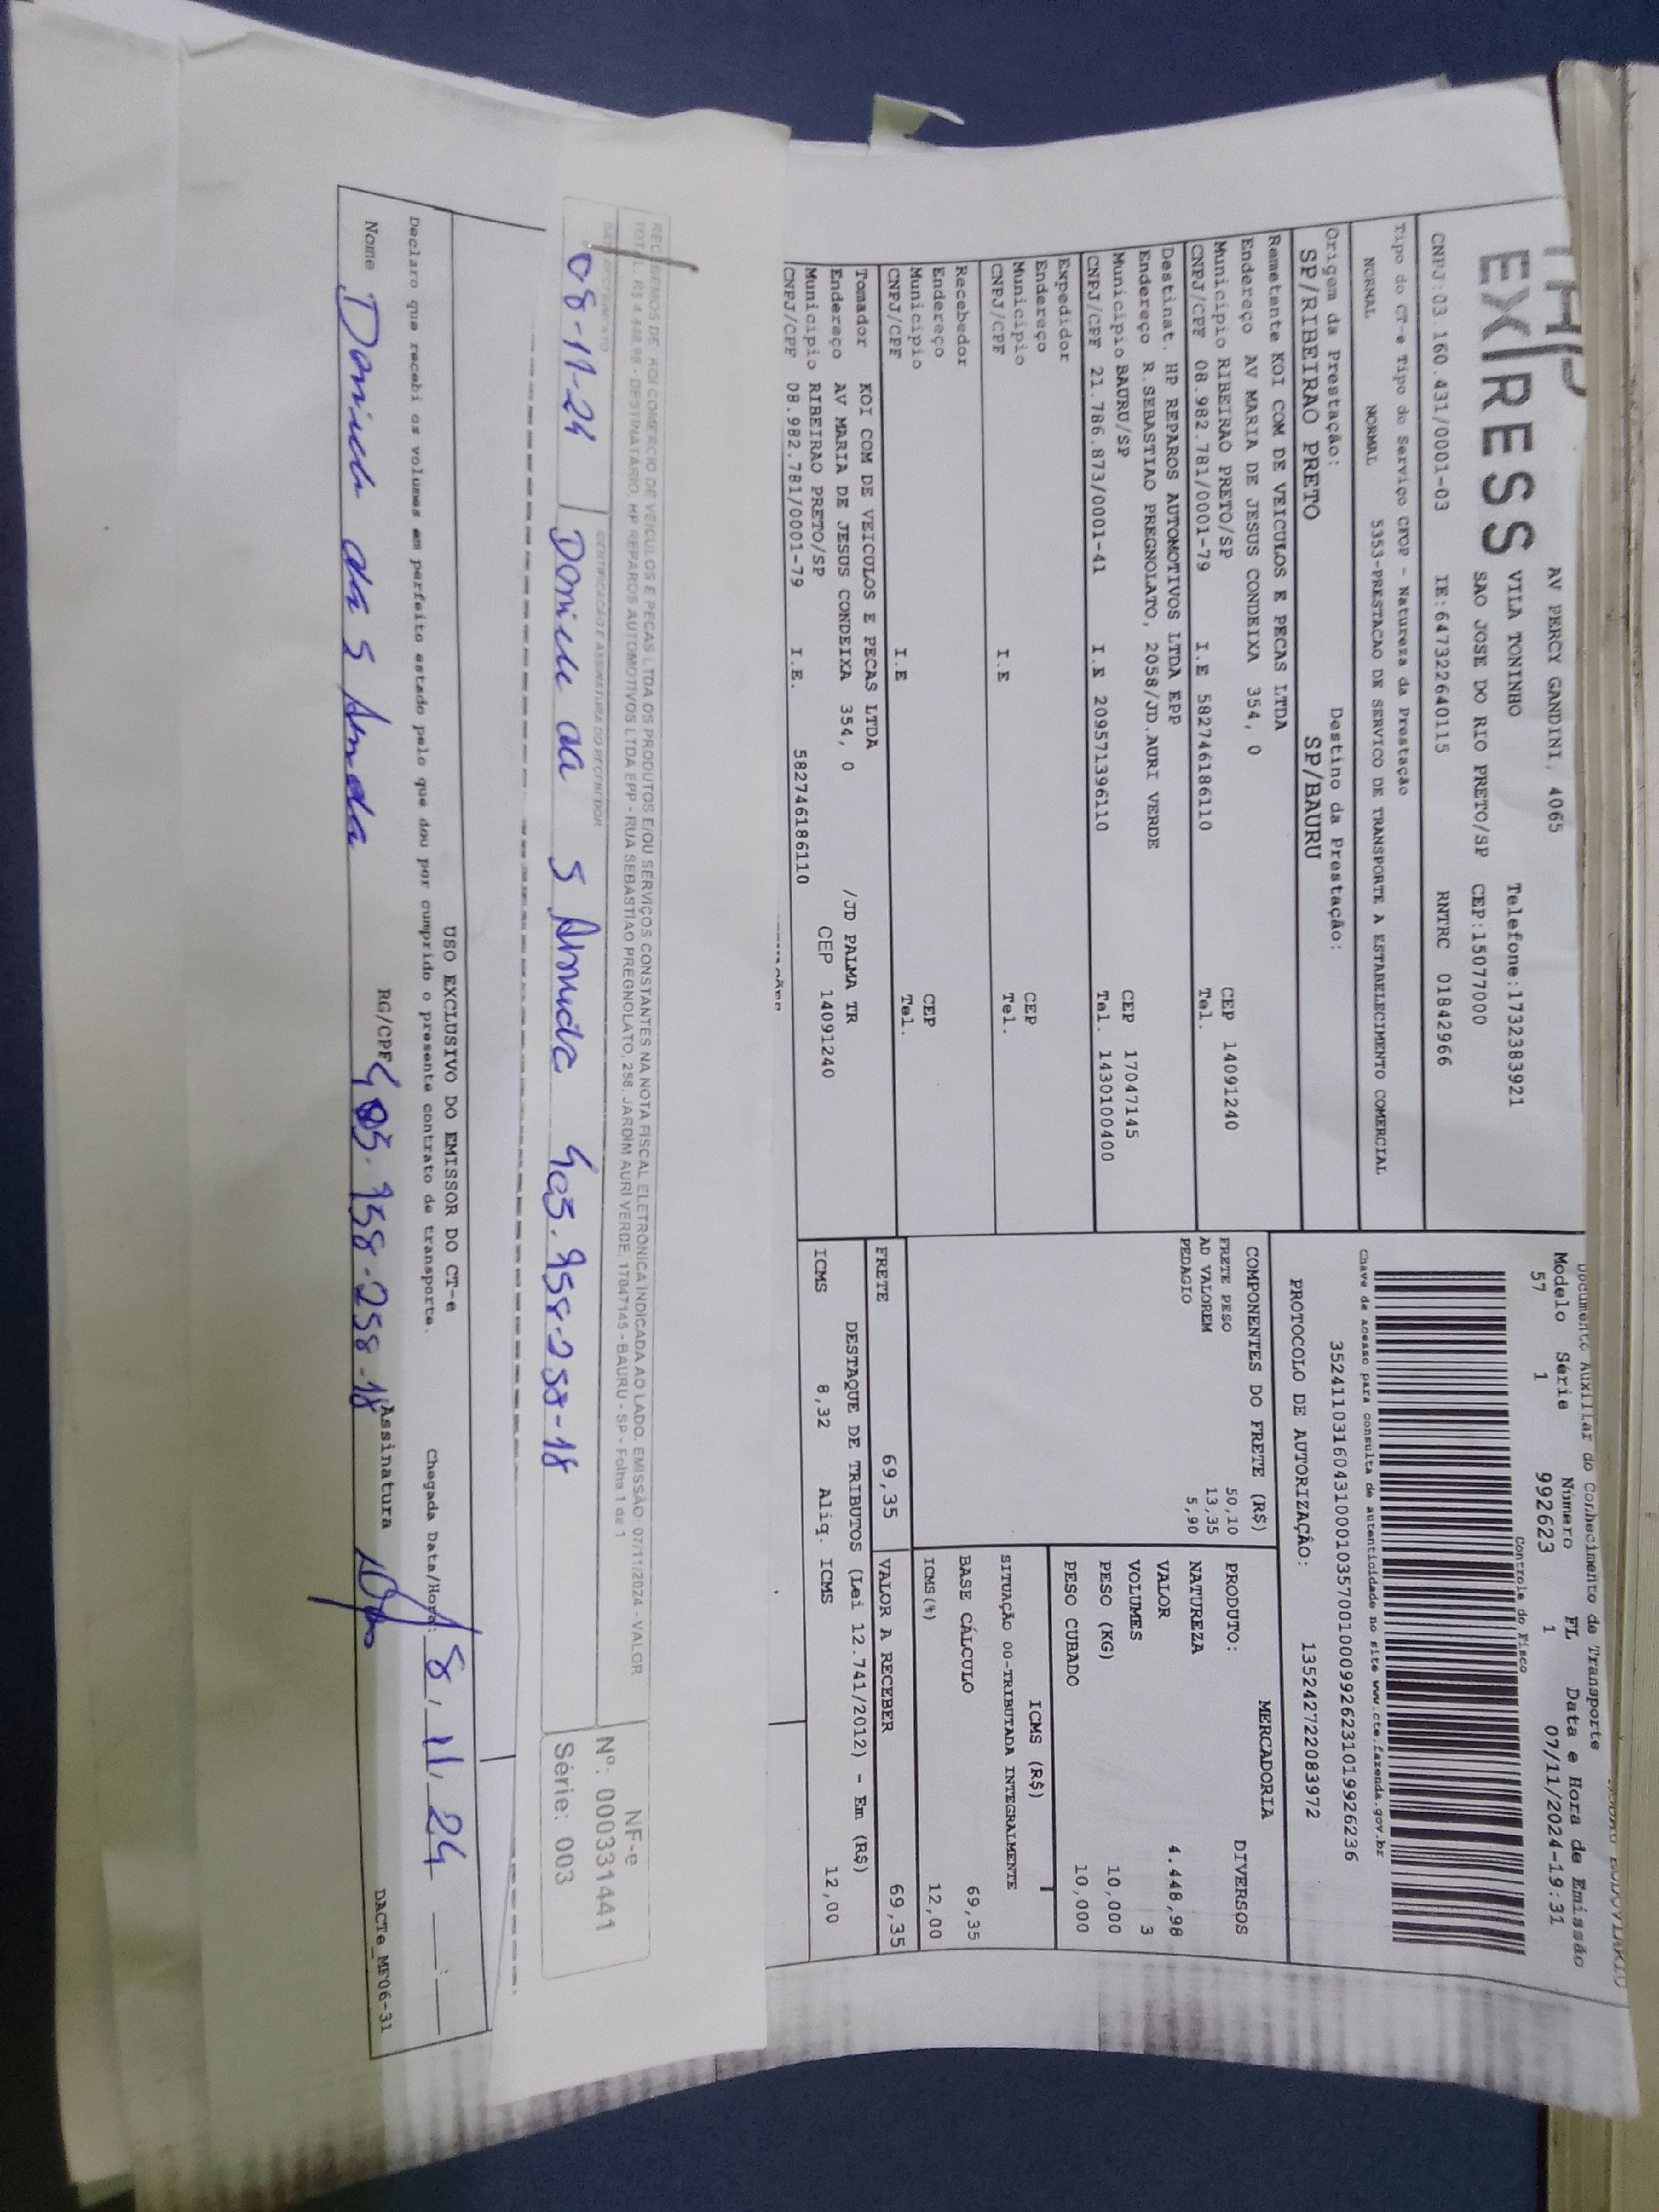 EXPRESS
AV PERCY GANDINI, 4065
VILA TONINHO
Telefone:1732383921
SAO JOSE DO RIO PRETO/SP CEP:15077000
CNPJ:03.160.431/0001-03 IE:647322640115 RNTRC 01842966
Tipo do CT-e Tipo do Serviço CFOP - Natureza da Prestação
NORMAL NORMAL 5353-PRESTACAO DE SERVICO DE TRANSPORTE A ESTABELECIMENTO COMERCIAL
Origem da Prestação: Destino da Prestação:
SP/RIBEIRAO PRETO SP/BAURU
Remetente KOI COM DE VEICULOS E PECAS LTDA
Endereço AV MARIA DE JESUS CONDEIXA 354, 0
Município RIBEIRAO PRETO/SP CEP 14091240
CNPJ/CPF 08.982.781/0001-79 I.E 582746186110 Tel.
Destinat. HP REPAROS AUTOMOTIVOS LTDA EPP
Endereço R.SEBASTIAO PREGNOLATO, 2058/JD.AURI VERDE
Município BAURU/SP CEP 17047145
CNPJ/CPF 21.786.873/0001-41 I.E 209571396110 Tel. 1430100400
Expedidor
Endereço
Município CEP
CNPJ/CPF I.E Tel.
Recebedor
Endereço
Município CEP
CNPJ/CPF I.E Tel.
Tomador KOI COM DE VEICULOS E PECAS LTDA
Endereço AV MARIA DE JESUS CONDEIXA 354, 0 /JD PALMA TR
Município RIBEIRAO PRETO/SP CEP 14091240
CNPJ/CPF 08.982.781/0001-79 I.E. 582746186110
Documento Auxiliar do Conhecimento de Transporte
Modelo Série Número FL Data e Hora de Emissão
57 1 992623 1 07/11/2024-19:31
Controle do Fisco
Chave de acesso para consulta de autenticidade no site www.cte.fazenda.gov.br
35241103160431000103570010009926231019926236
PROTOCOLO DE AUTORIZAÇÃO: 135242722083972
COMPONENTES DO FRETE (R$)
FRETE PESO 50,10
AD VALOREM 13,35
PEDAGIO 5,90
MERCADORIA
PRODUTO: DIVERSOS
NATUREZA
VALOR 4.448,98
VOLUMES 3
PESO (KG) 10,000
PESO CUBADO 10,000
ICMS (R$)
SITUAÇÃO 00-TRIBUTADA INTEGRALMENTE
BASE CÁLCULO 69,35
ICMS(%) 12,00
FRETE 69,35 VALOR A RECEBER 69,35
DESTAQUE DE TRIBUTOS (Lei 12.741/2012) - Em (R$)
ICMS 8,32 Aliq. ICMS 12,00
RECEBEMOS DE KOI COMERCIO DE VEICULOS E PECAS LTDA OS PRODUTOS E/OU SERVIÇOS CONSTANTES NA NOTA FISCAL ELETRONICA INDICADA AO LADO. EMISSÃO: 07/11/2024 - VALOR
TOTAL: R$ 4.448,98 - DESTINATÁRIO: HP REPAROS AUTOMOTIVOS LTDA EPP - RUA SEBASTIAO PREGNOLATO, 258, JARDIM AURI VERDE, 17047145 - BAURU - SP - Folha 1 de 1
IDENTIFICAÇÃO E ASSINATURA DO RECEBEDOR
08-11-24 da S 403.958-258-18
NF-e
Nº: 000331441
Série: 003
USO EXCLUSIVO DO EMISSOR DO CT-e
Declaro que recebi os volumes em perfeito estado pelo que dou por cumprido o presente contrato de transporte. Chegada Data/Hora: 8/11/24
Nome da S RG/CPF 403.958-258-18 Assinatura
DACTe_MF06-31